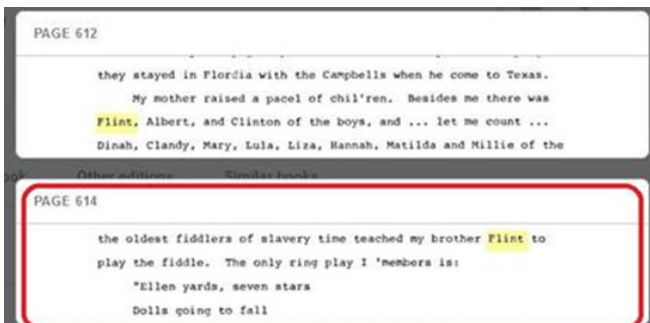 PAGE 612
they stayed in Flordia with the Campbells when he come to Texas.
My mother raised a pacel of chil'ren. Besides me there was
Flint, Albert, and Clinton of the boys, and ... let me count ...
Dinah, Clandy, Mary, Lula, Liza, Hannah, Matilda and Millie of the
Other editions Similar books
PAGE 614
the oldest fiddlers of slavery time teached my brother Flint to
play the fiddle. The only ring play I 'members is:
"Ellen yards, seven stars
Dolls going to fall